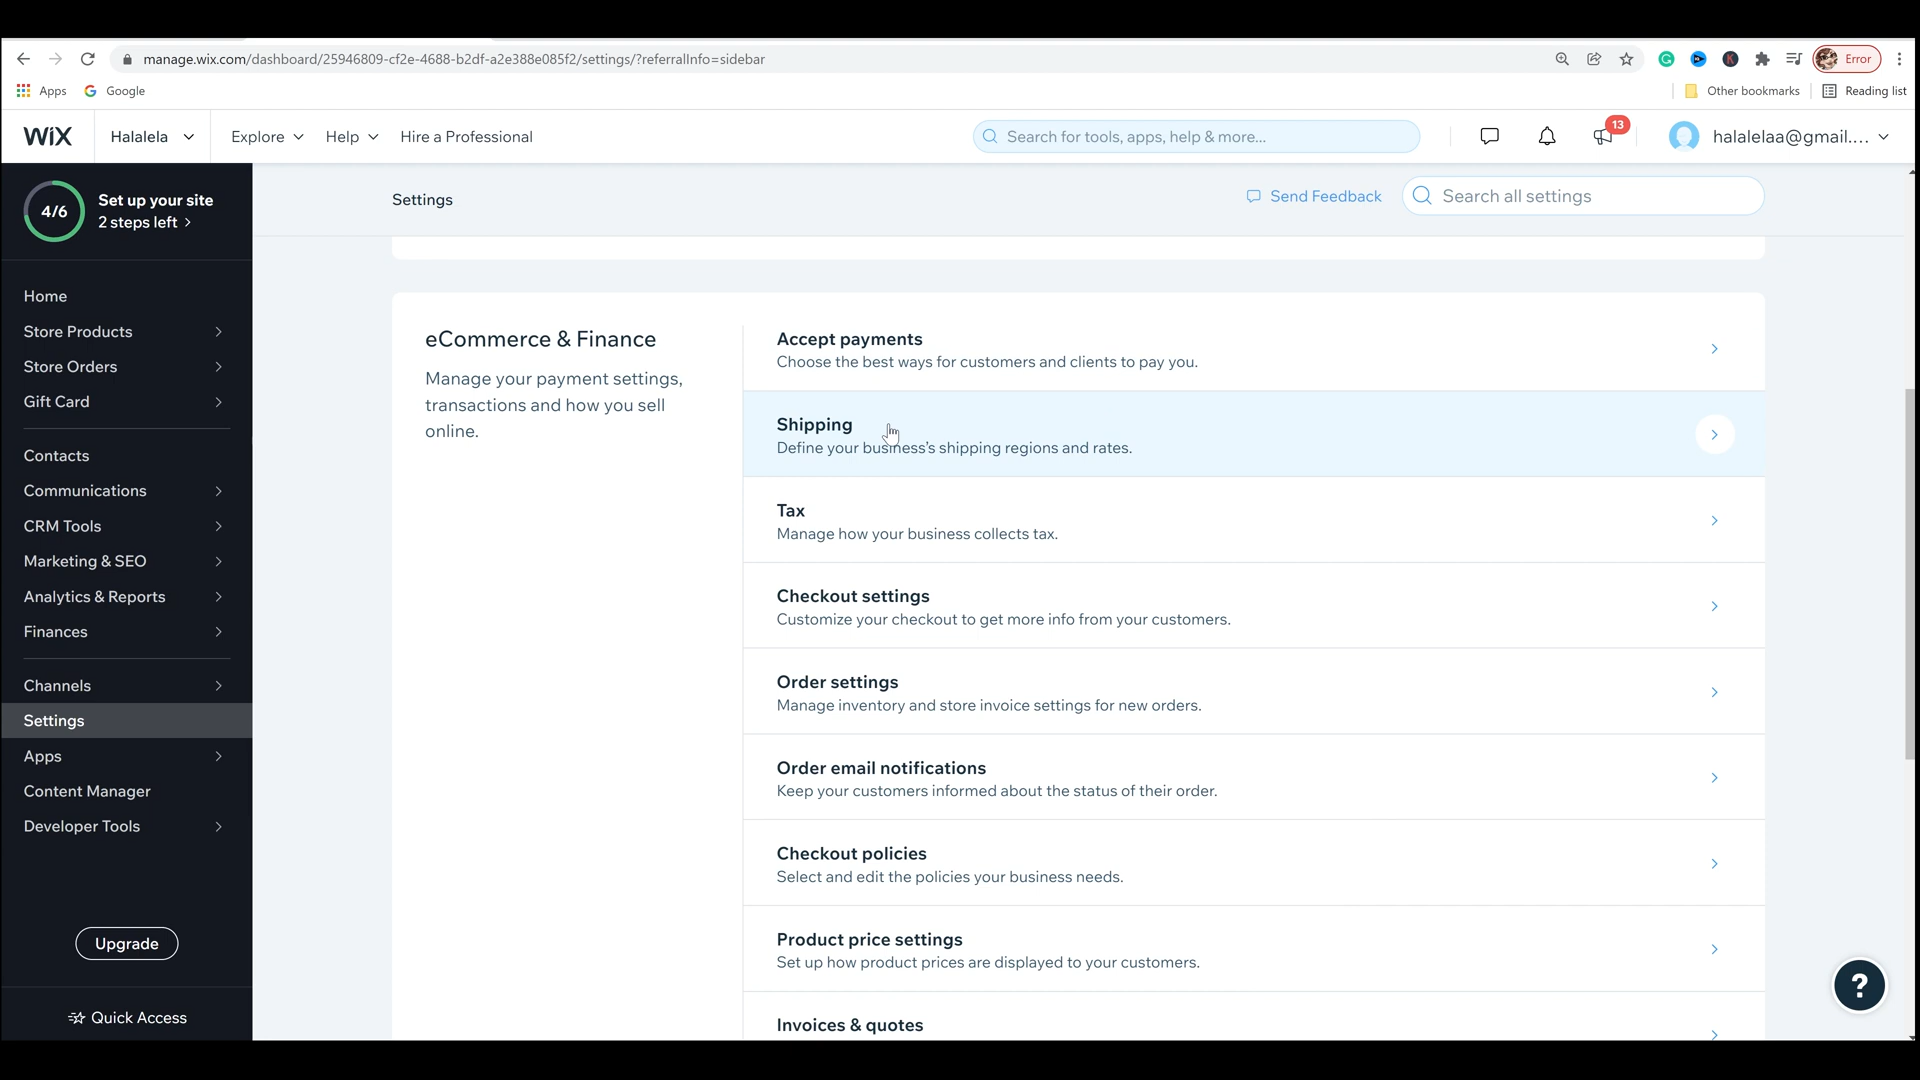 manage.wix.com/dashboard/25946809-cf2e-4688-b2df-a2e388e085f2/settings/?referralInfo=sidebar
Error
Apps
Google
Other bookmarks
Reading list
WIX
Halalela
Explore
Help
Hire a Professional
Search for tools, apps, help & more...
13
halalelaa@gmail....
4/6
Set up your site
2 steps left >
Home
Store Products
Store Orders
Gift Card
Contacts
Communications
CRM Tools
Marketing & SEO
Analytics & Reports
Finances
Channels
Settings
Apps
Content Manager
Developer Tools
Upgrade
Quick Access
Settings
Send Feedback
Search all settings
eCommerce & Finance
Manage your payment settings,
transactions and how you sell
online.
Accept payments
Choose the best ways for customers and clients to pay you.
Shipping
Define your business's shipping regions and rates.
Tax
Manage how your business collects tax.
Checkout settings
Customize your checkout to get more info from your customers.
Order settings
Manage inventory and store invoice settings for new orders.
Order email notifications
Keep your customers informed about the status of their order.
Checkout policies
Select and edit the policies your business needs.
Product price settings
Set up how product prices are displayed to your customers.
Invoices & quotes
?